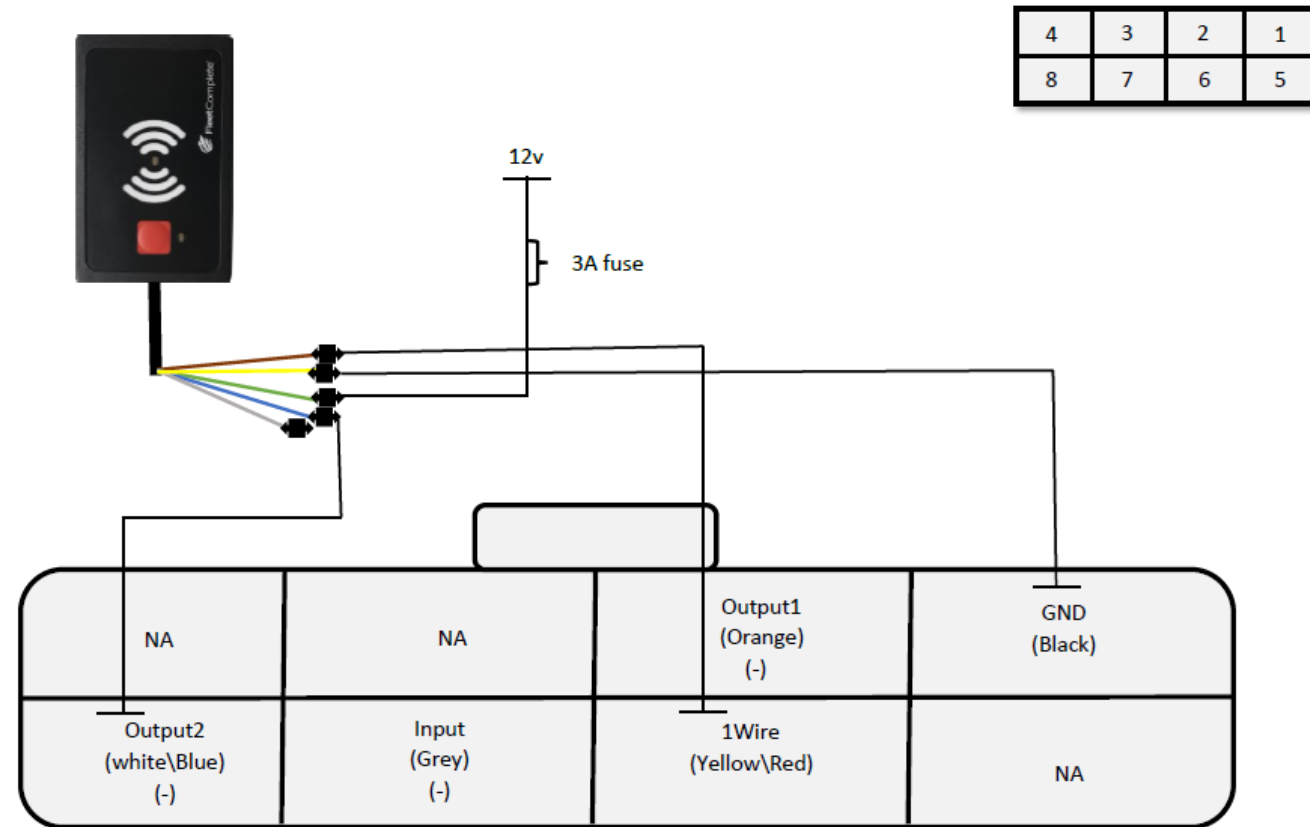 4 3 2 1
8 7 6 5
FleetComplete
12v
3A fuse
NA
NA
Output1
(Orange)
(-)
GND
(Black)
Output2
(white\Blue)
(-)
Input
(Grey)
(-)
1Wire
(Yellow\Red)
NA